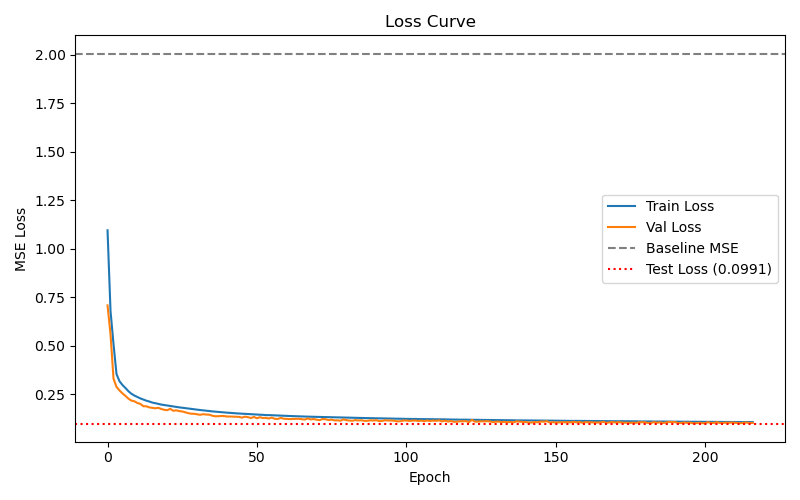 Loss Curve
2.00
1.75
1.50
1.25
1.00
0.75
0.50
0.25
MSE Loss
Train Loss
Val Loss
Baseline MSE
Test Loss (0.0991)
0 50 100 150 200
Epoch